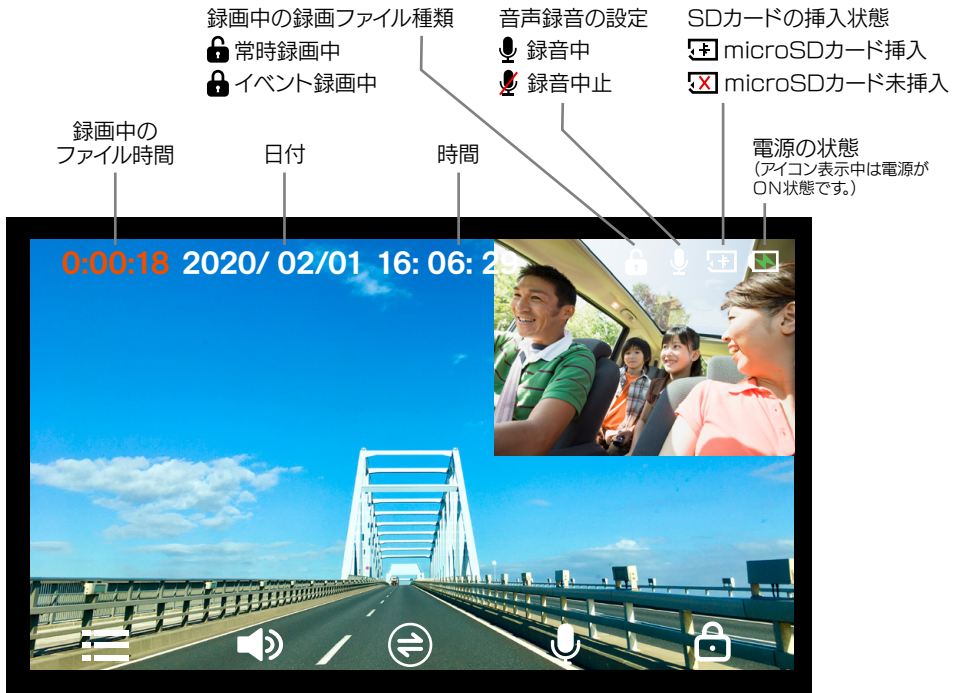 録画中の録画ファイル種類
常時録画中
イベント録画中
音声録音の設定
録音中
録音中止
SDカードの挿入状態
microSDカード挿入
microSDカード未挿入
録画中の
ファイル時間
日付
時間
電源の状態
(アイコン表示中は電源が
ON状態です。)
0:00:18 2020/ 02/01 16: 06: 29